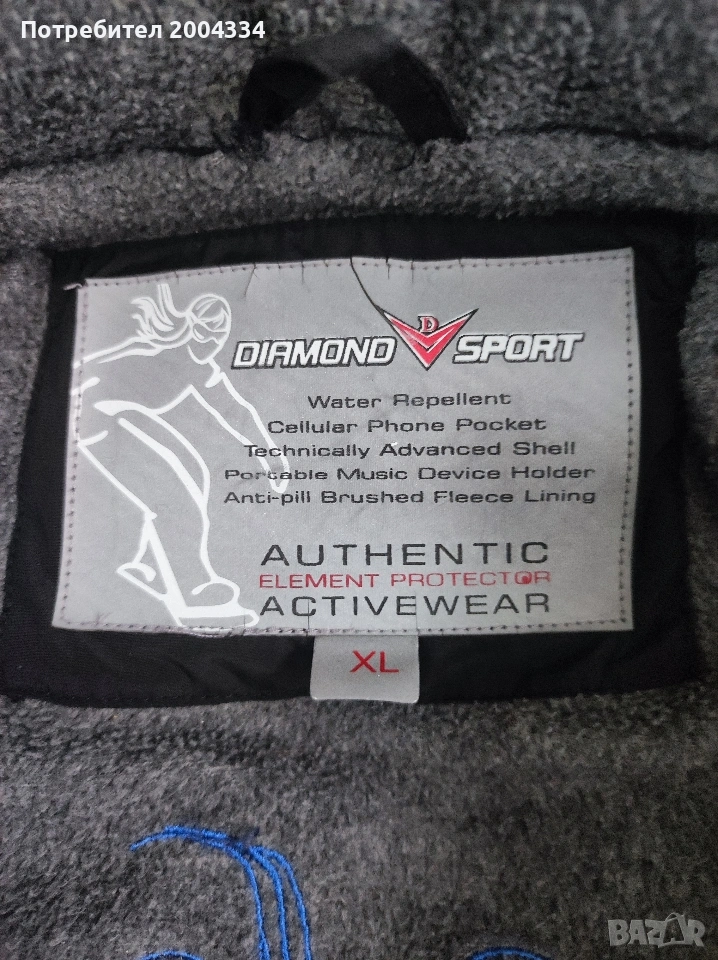 Потребител 2004334
DIAMOND D SPORT
Water Repellent
Cellular Phone Pocket
Technically Advanced Shell
Portable Music Device Holder
Anti-pill Brushed Fleece Lining
AUTHENTIC
ELEMENT PROTECTOR
ACTIVEWEAR
XL
BAZAR